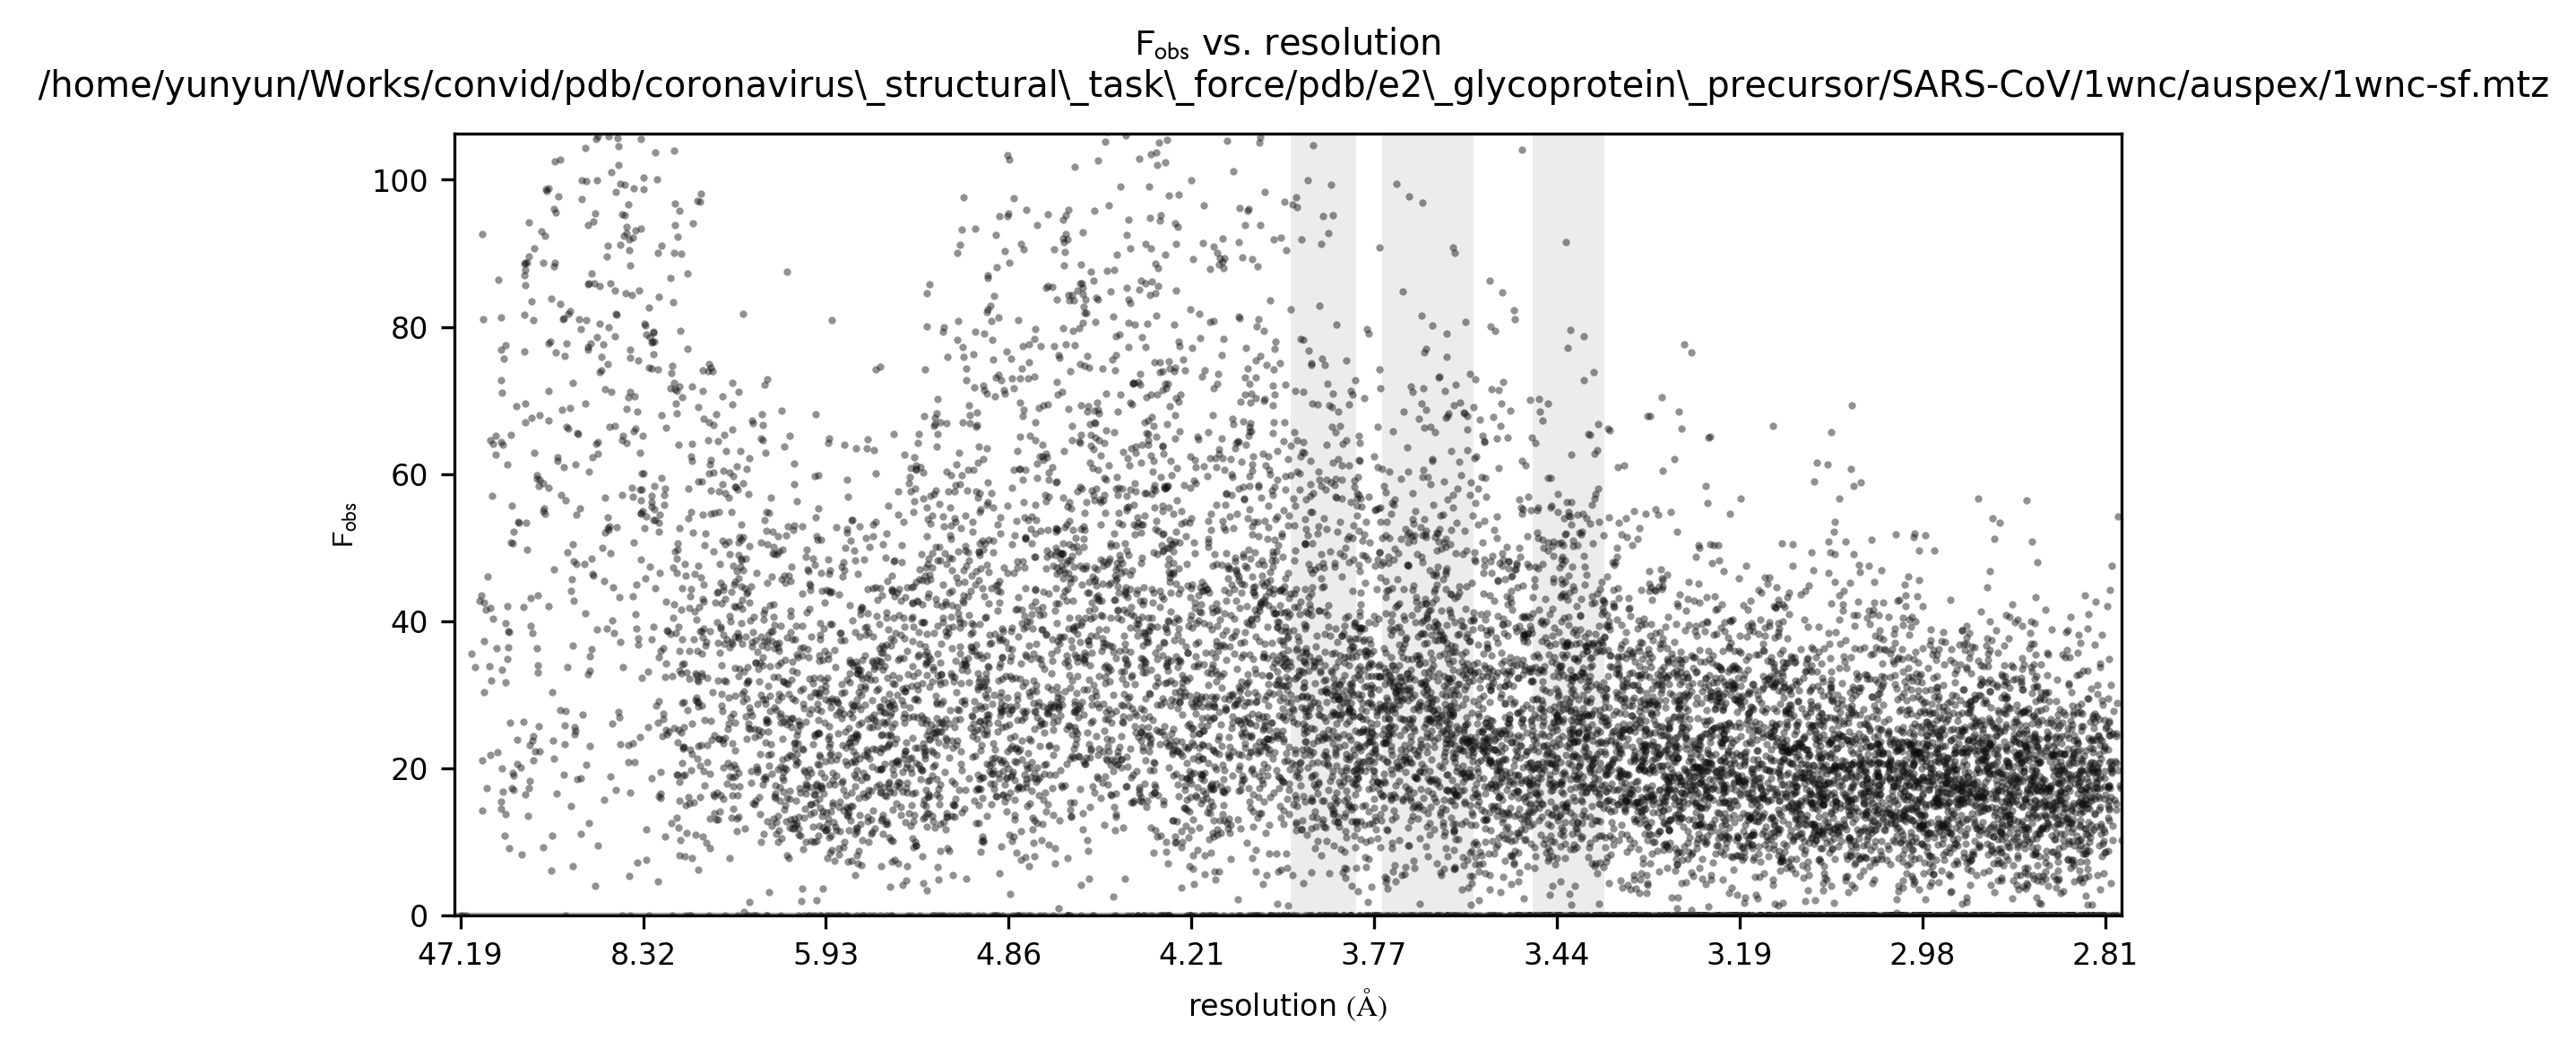 Fobs vs. resolution
/home/yunyun/Works/convid/pdb/coronavirus\_structural\_task\_force/pdb/e2\_glycoprotein\_precursor/SARS-CoV/1wnc/auspex/1wnc-sf.mtz
100
80
60
40
20
0
Fobs
47.19 8.32 5.93 4.86 4.21 3.77 3.44 3.19 2.98 2.81
resolution (Å)